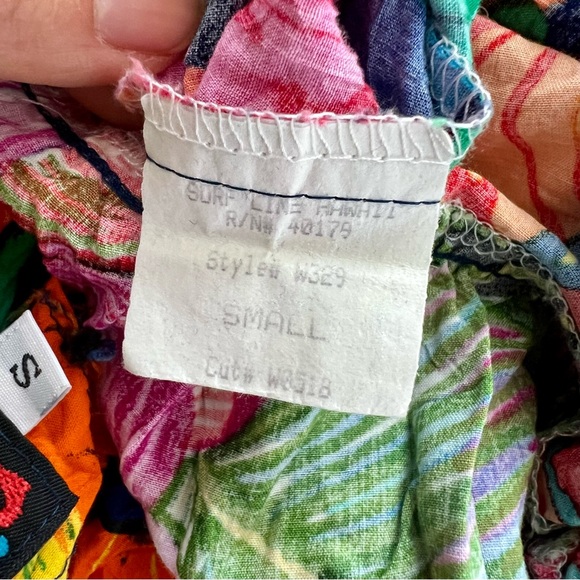 SURF LINE HAWAII
R/N# 40179
Style# W329
SMALL
Cut# W0518
S